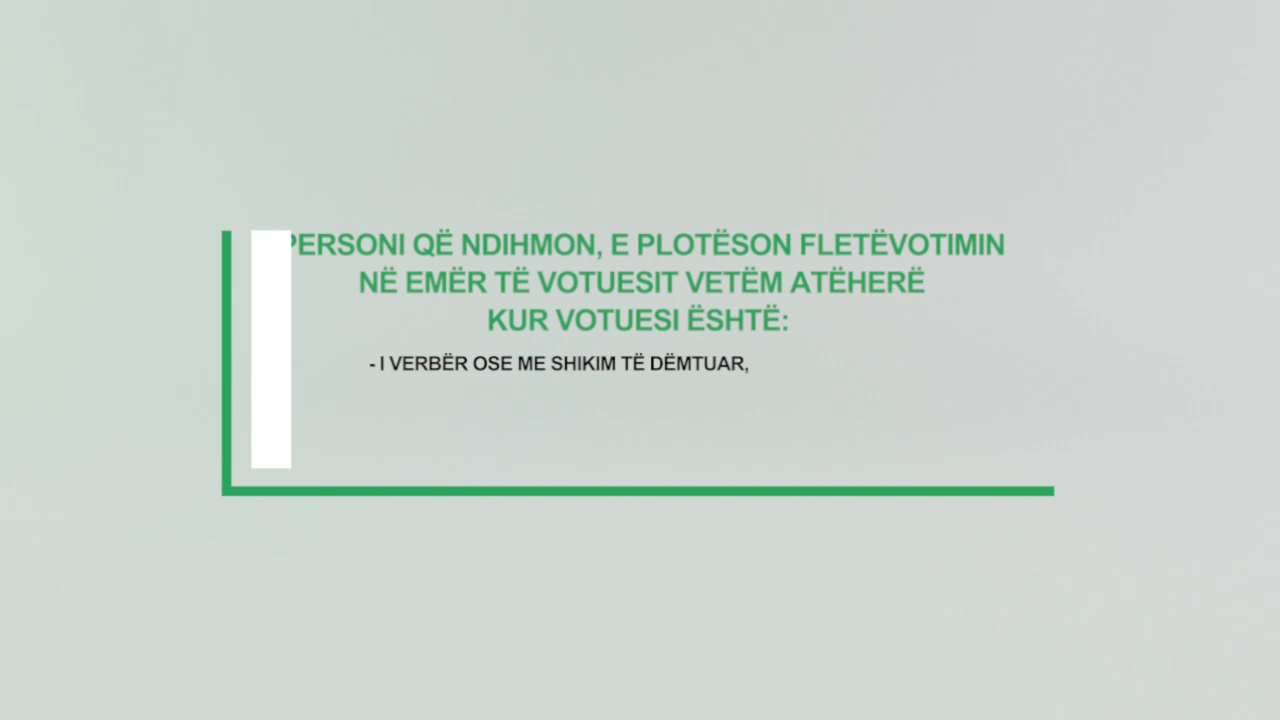 PERSONI QË NDIHMON, E PLOTËSON FLETËVOTIMIN
NË EMËR TË VOTUESIT VETËM ATËHERË
KUR VOTUESI ËSHTË:
- I VERBËR OSE ME SHIKIM TË DËMTUAR,